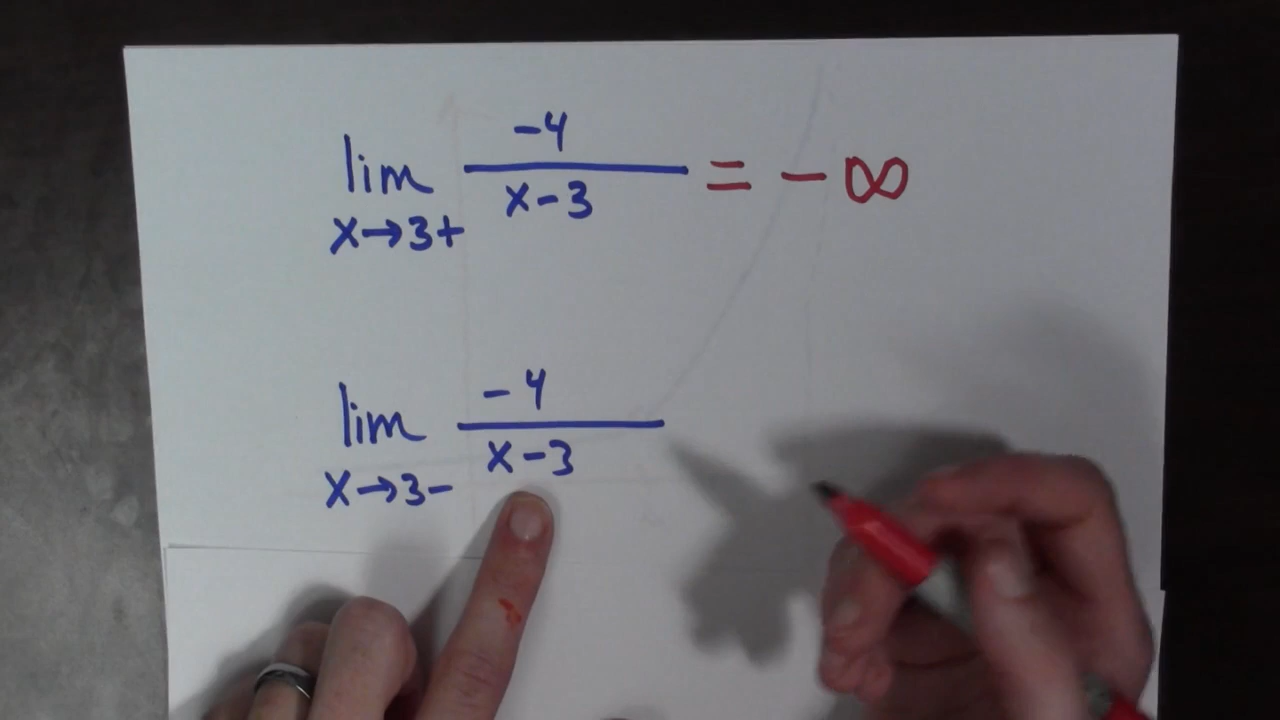 -4
lim ─── = - ∞
x→3+ x-3
-4
lim ───
x→3- x-3